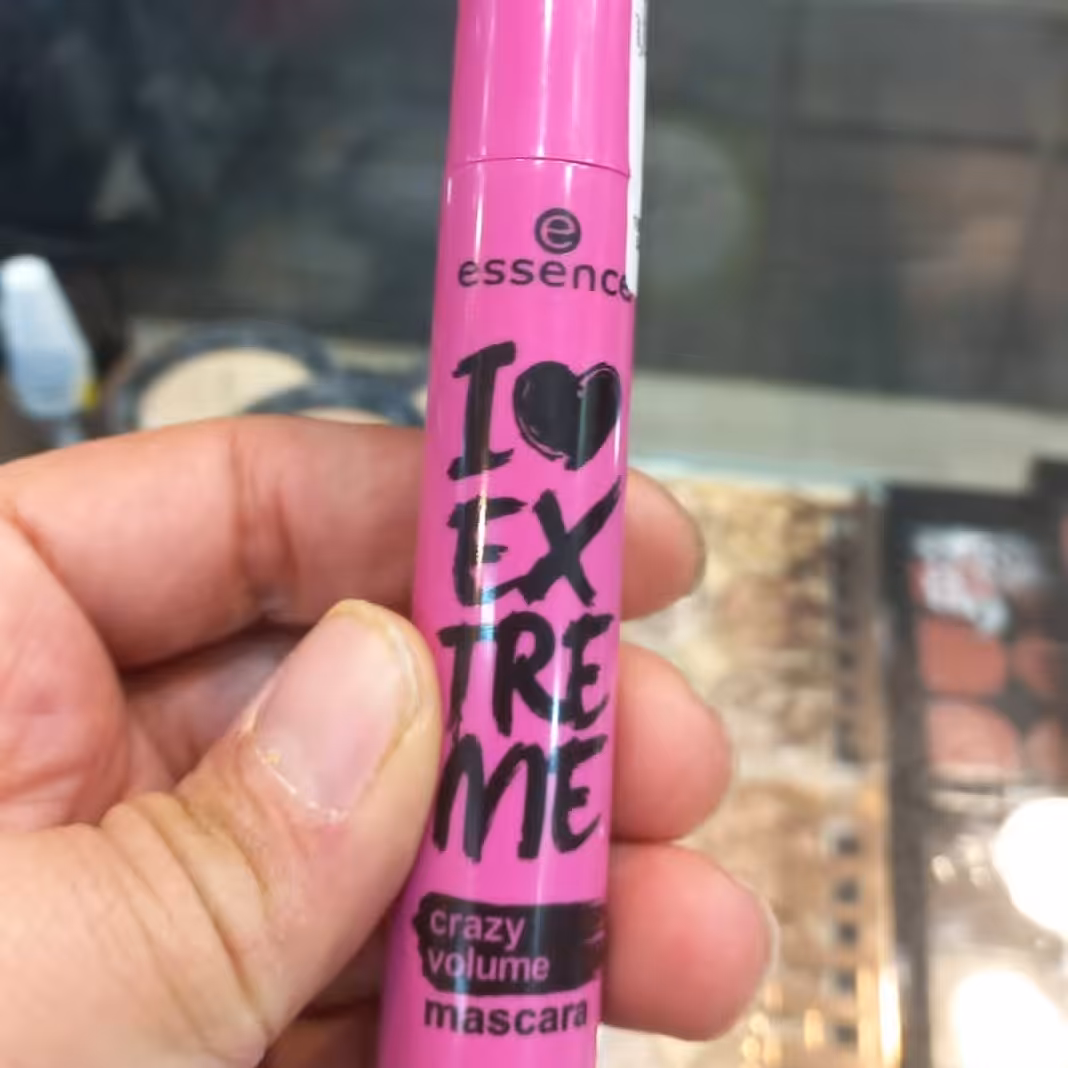 e
essence
I ♥
EX
TRE
ME
crazy
volume
mascara